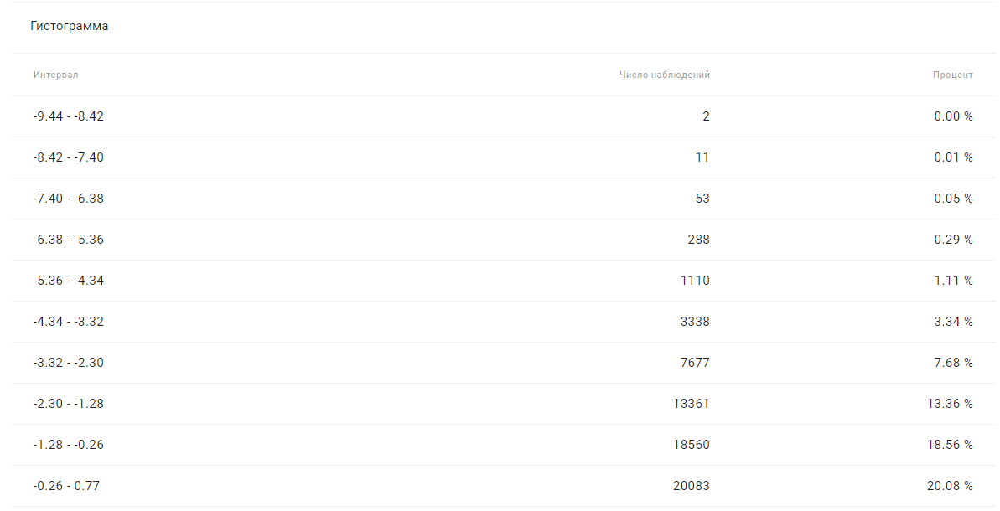 Гистограмма
Интервал Число наблюдений Процент
-9.44 - -8.42 2 0.00 %
-8.42 - -7.40 11 0.01 %
-7.40 - -6.38 53 0.05 %
-6.38 - -5.36 288 0.29 %
-5.36 - -4.34 1110 1.11 %
-4.34 - -3.32 3338 3.34 %
-3.32 - -2.30 7677 7.68 %
-2.30 - -1.28 13361 13.36 %
-1.28 - -0.26 18560 18.56 %
-0.26 - 0.77 20083 20.08 %